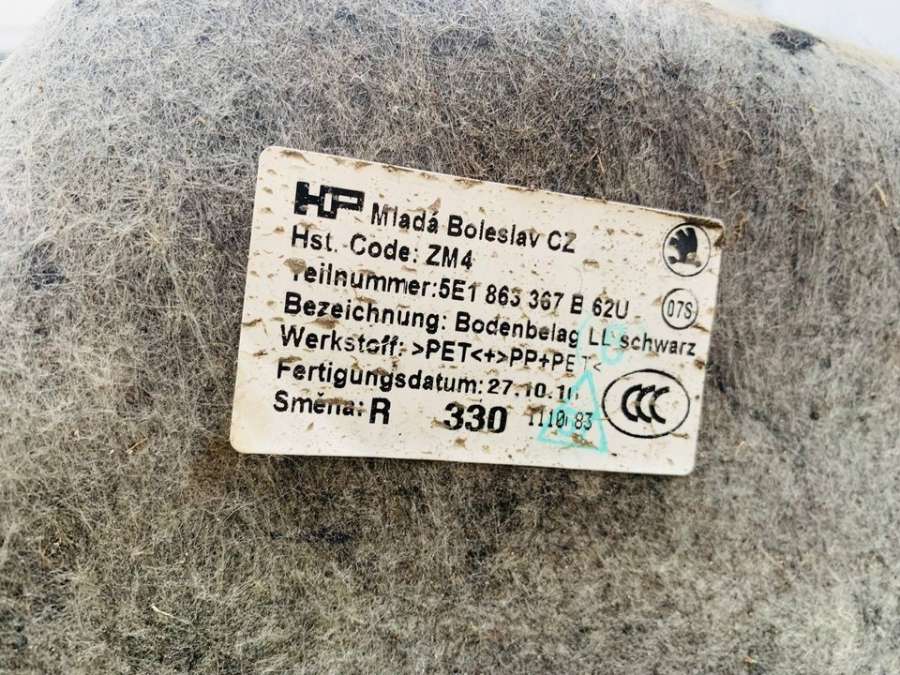 HP Mladá Boleslav CZ
Hst. Code: ZM4
Teilnummer:5E1 863 367 B 62U
07S
Bezeichnung: Bodenbelag LL schwarz
Werkstoff: >PET<+>PP+PET<
Fertigungsdatum: 27.10.16
Směna: R 330
CCC